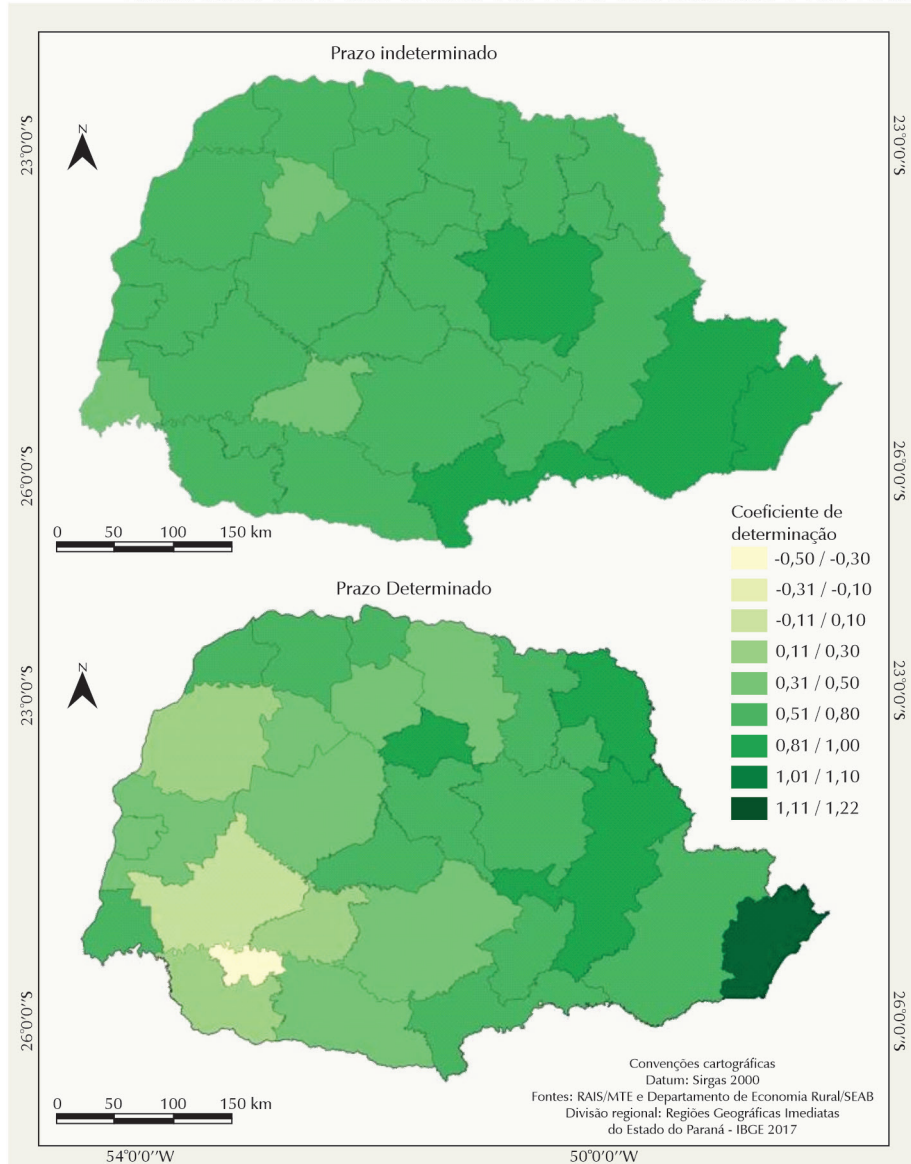 Prazo indeterminado
N
23°0'0''S
23°0'0''S
26°0'0''S
26°0'0''S
0 50 100 150 km
Coeficiente de
determinação
-0,50 / -0,30
-0,31 / -0,10
-0,11 / 0,10
0,11 / 0,30
0,31 / 0,50
0,51 / 0,80
0,81 / 1,00
1,01 / 1,10
1,11 / 1,22
Prazo Determinado
N
23°0'0''S
23°0'0''S
26°0'0''S
26°0'0''S
0 50 100 150 km
Convenções cartográficas
Datum: Sirgas 2000
Fontes: RAIS/MTE e Departamento de Economia Rural/SEAB
Divisão regional: Regiões Geográficas Imediatas
do Estado do Paraná - IBGE 2017
54°0'0''W
50°0'0''W